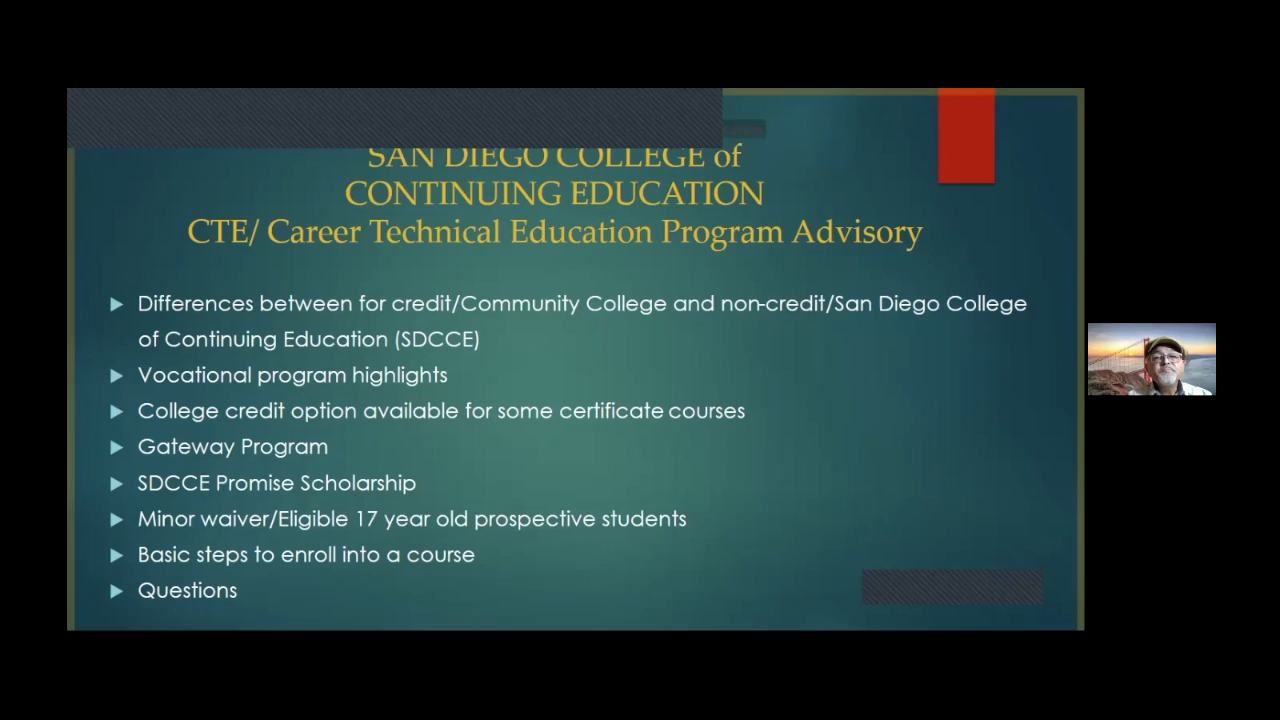 SAN DIEGO COLLEGE of
CONTINUING EDUCATION
CTE/ Career Technical Education Program Advisory
Differences between for credit/Community College and non-credit/San Diego College
of Continuing Education (SDCCE)
Vocational program highlights
College credit option available for some certificate courses
Gateway Program
SDCCE Promise Scholarship
Minor waiver/Eligible 17 year old prospective students
Basic steps to enroll into a course
Questions